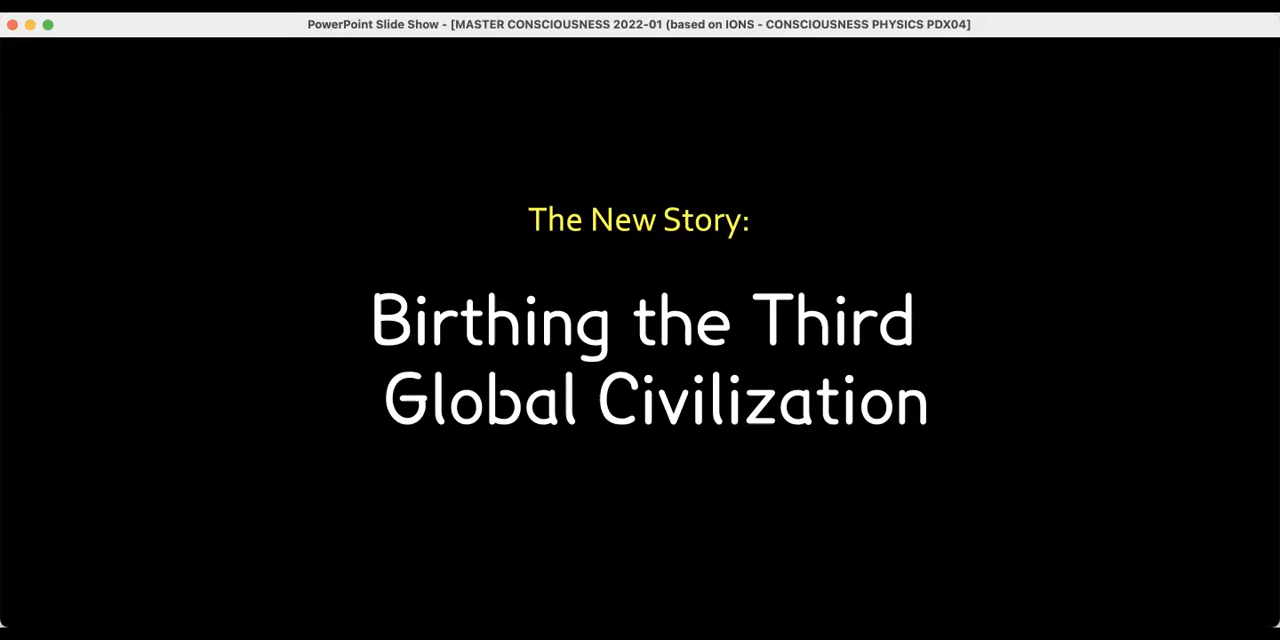 PowerPoint Slide Show - [MASTER CONSCIOUSNESS 2022-01 (based on IONS - CONSCIOUSNESS PHYSICS PDX04]
The New Story:
Birthing the Third
Global Civilization